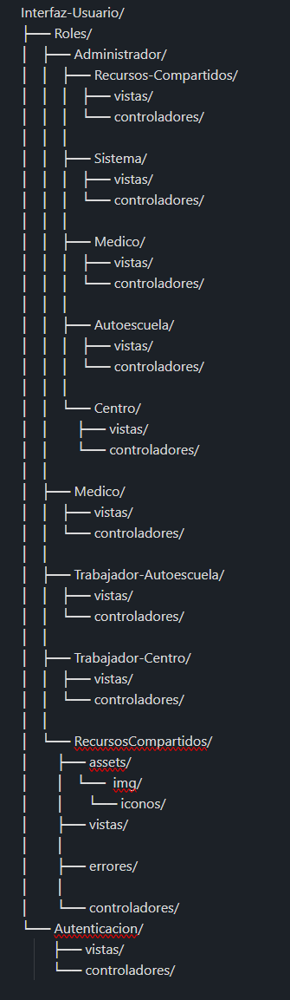 Interfaz-Usuario/
├── Roles/
│   ├── Administrador/
│   │   ├── Recursos-Compartidos/
│   │   │   ├── vistas/
│   │   │   └── controladores/
│   │   │
│   │   ├── Sistema/
│   │   │   ├── vistas/
│   │   │   └── controladores/
│   │   │
│   │   ├── Medico/
│   │   │   ├── vistas/
│   │   │   └── controladores/
│   │   │
│   │   ├── Autoescuela/
│   │   │   ├── vistas/
│   │   │   └── controladores/
│   │   │
│   │   └── Centro/
│   │       ├── vistas/
│   │       └── controladores/
│   │
│   ├── Medico/
│   │   ├── vistas/
│   │   └── controladores/
│   │
│   ├── Trabajador-Autoescuela/
│   │   ├── vistas/
│   │   └── controladores/
│   │
│   ├── Trabajador-Centro/
│   │   ├── vistas/
│   │   └── controladores/
│   │
│   └── RecursosCompartidos/
│       ├── assets/
│       │   └── img/
│       │       └── iconos/
│       ├── vistas/
│       │
│       ├── errores/
│       │
│       └── controladores/
└── Autenticacion/
    ├── vistas/
    └── controladores/